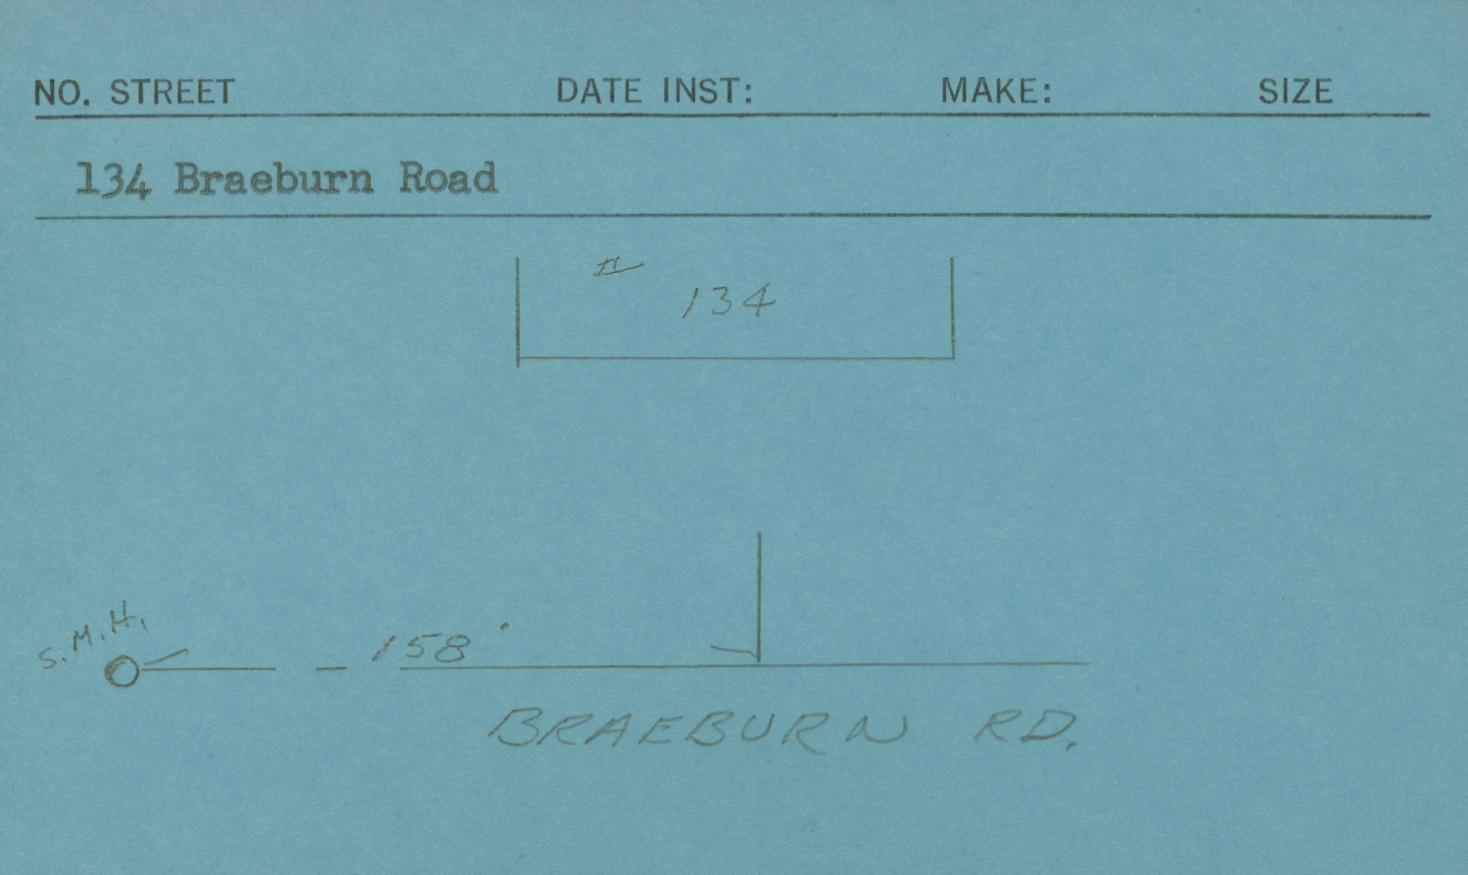 NO. STREET DATE INST: MAKE: SIZE
134 Braeburn Road
#
134
S.M.H.
158'
BRAEBURN RD.